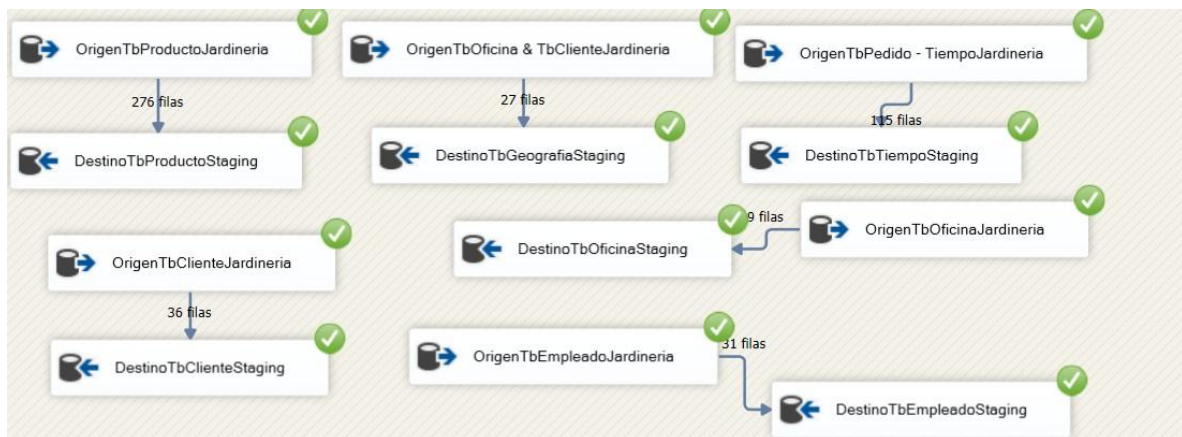 OrigenTbProductoJardineria
276 filas
DestinoTbProductoStaging
OrigenTbOficina & TbClienteJardineria
27 filas
DestinoTbGeografiaStaging
OrigenTbPedido - TiempoJardineria
115 filas
DestinoTbTiempoStaging
OrigenTbOficinaJardineria
9 filas
DestinoTbOficinaStaging
OrigenTbClienteJardineria
36 filas
DestinoTbClienteStaging
OrigenTbEmpleadoJardineria
31 filas
DestinoTbEmpleadoStaging